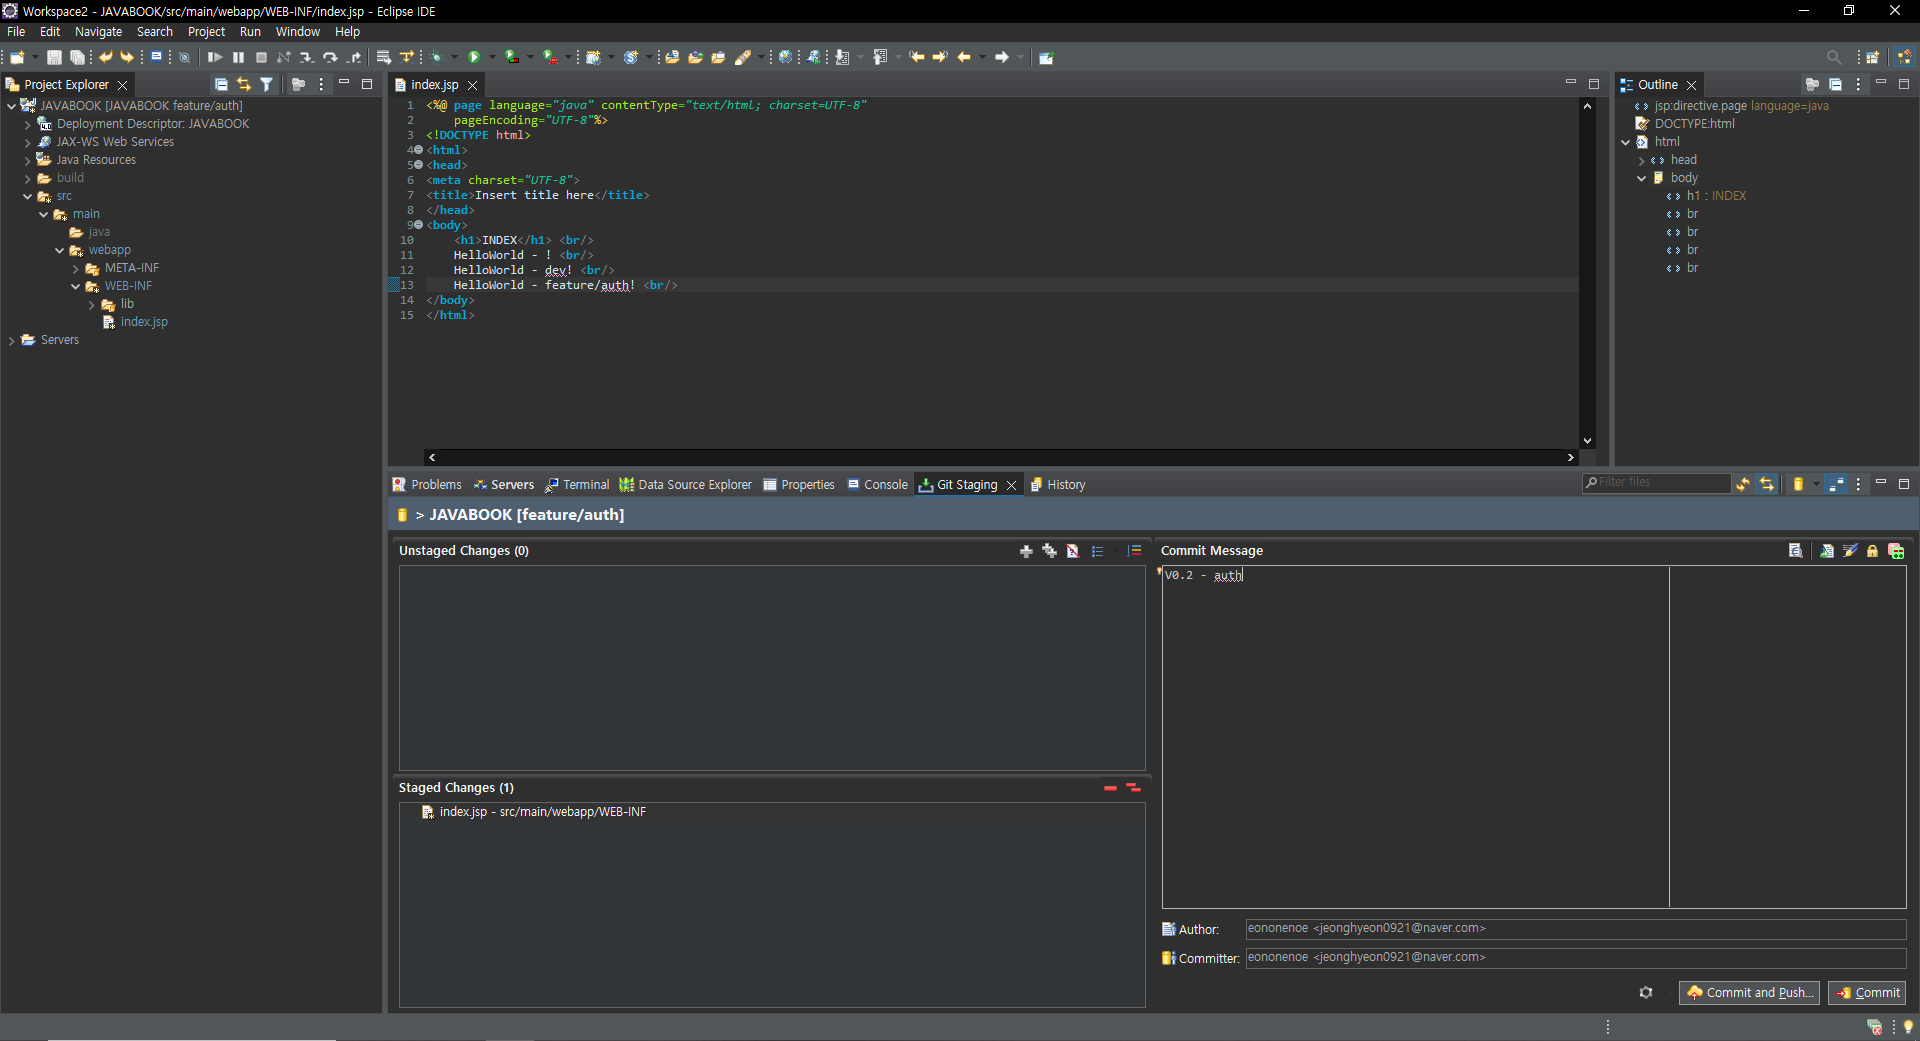 Workspace2 - JAVABOOK/src/main/webapp/WEB-INF/index.jsp - Eclipse IDE
File Edit Navigate Search Project Run Window Help
Project Explorer
JAVABOOK [JAVABOOK feature/auth]
Deployment Descriptor: JAVABOOK
JAX-WS Web Services
Java Resources
build
src
main
java
webapp
META-INF
WEB-INF
lib
index.jsp
Servers
index.jsp
1 <%@ page language="java" contentType="text/html; charset=UTF-8"
2 pageEncoding="UTF-8"%>
3 <!DOCTYPE html>
4 <html>
5 <head>
6 <meta charset="UTF-8">
7 <title>Insert title here</title>
8 </head>
9 <body>
10 <h1>INDEX</h1> <br/>
11 HelloWorld - ! <br/>
12 HelloWorld - dev! <br/>
13 HelloWorld - feature/auth! <br/>
14 </body>
15 </html>
Outline
jsp:directive.page language=java
DOCTYPE:html
html
head
body
h1 : INDEX
br
br
br
br
Problems Servers Terminal Data Source Explorer Properties Console Git Staging History
Filter files
> JAVABOOK [feature/auth]
Unstaged Changes (0)
Staged Changes (1)
index.jsp - src/main/webapp/WEB-INF
Commit Message
V0.2 - auth
Author: eononenoe <jeonghyeon0921@naver.com>
Committer: eononenoe <jeonghyeon0921@naver.com>
Commit and Push... Commit